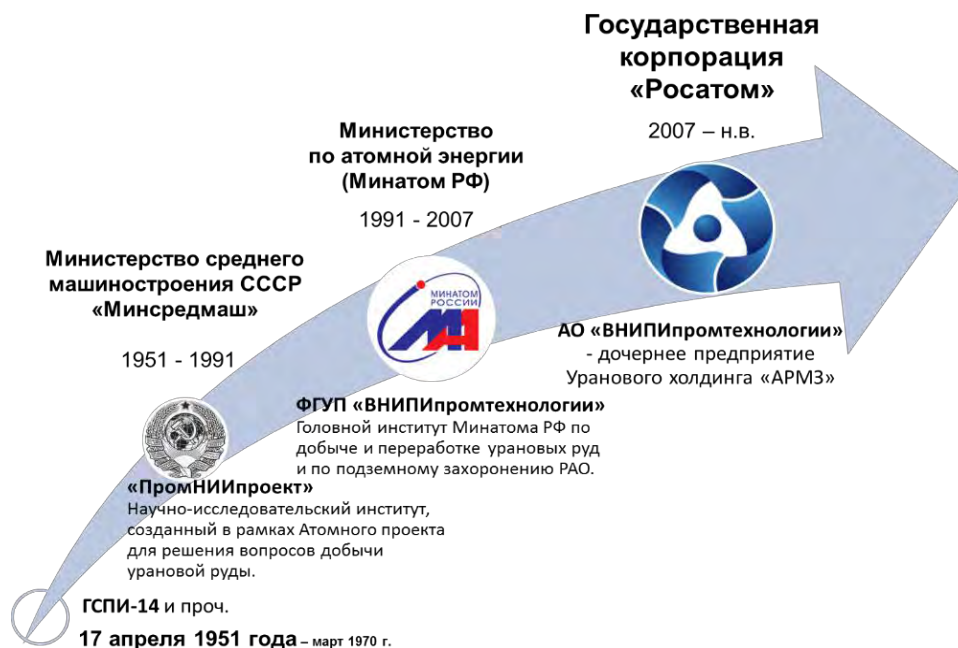 Государственная
корпорация
«Росатом»
2007 – н.в.
Министерство
по атомной энергии
(Минатом РФ)
1991 - 2007
Министерство среднего
машиностроения СССР
«Минсредмаш»
1951 - 1991
МИНАТОМ
РОССИИ
АО «ВНИПИпромтехнологии»
- дочернее предприятие
Уранового холдинга «АРМЗ»
ФГУП «ВНИПИпромтехнологии»
Головной институт Минатома РФ по
добыче и переработке урановых руд
и по подземному захоронению РАО.
«ПромНИИпроект»
Научно-исследовательский институт,
созданный в рамках Атомного проекта
для решения вопросов добычи
урановой руды.
ГСПИ-14 и проч.
17 апреля 1951 года – март 1970 г.